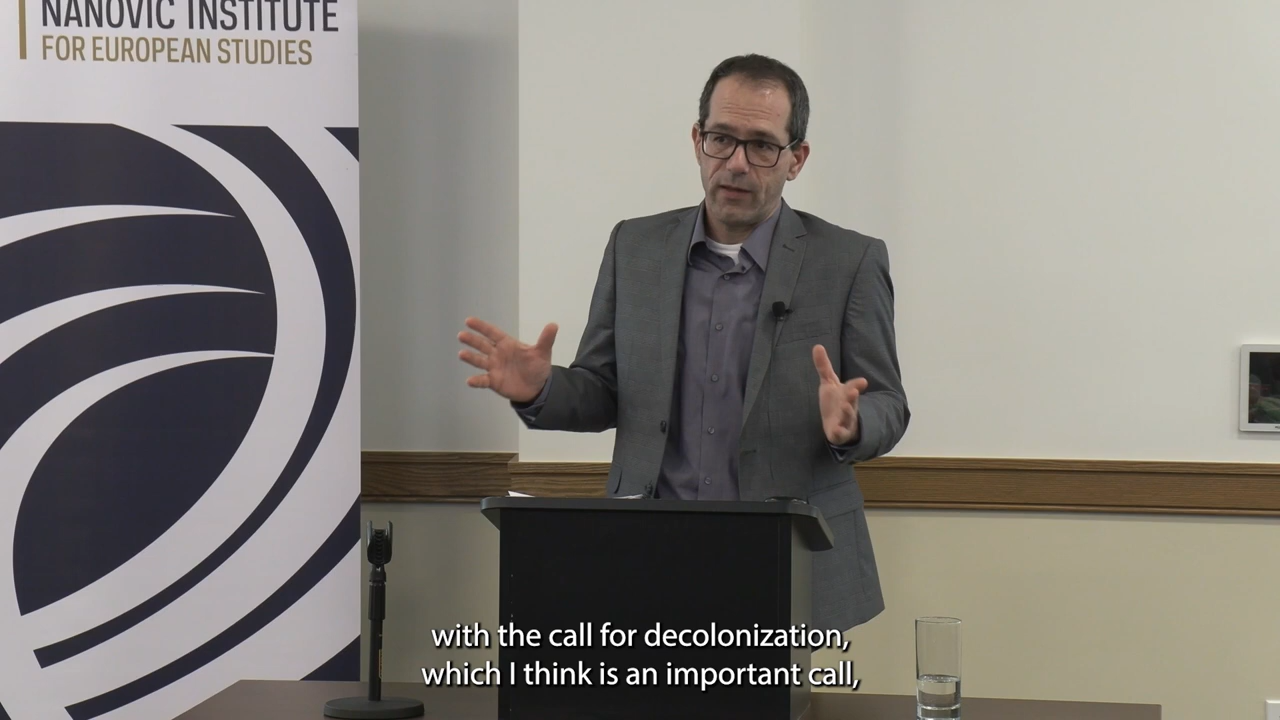 NANOVIC INSTITUTE
FOR EUROPEAN STUDIES
with the call for decolonization,
which I think is an important call,